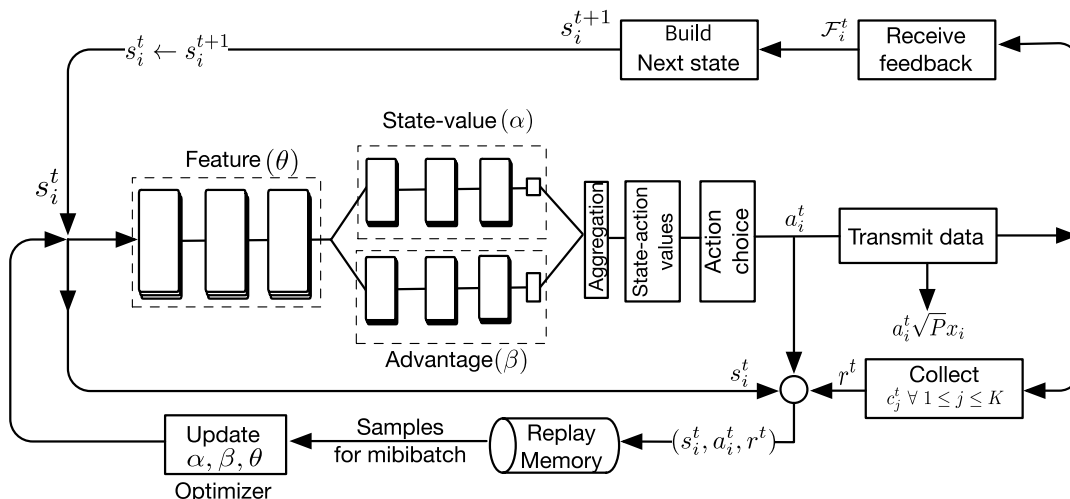 s_i^t ← s_i^{t+1}
s_i^{t+1}
Build
Next state
\mathcal{F}_i^t
Receive
feedback
State-value (α)
Feature (θ)
s_i^t
Aggregation
State-action
values
Action
choice
a_i^t
Transmit data
a_i^t √P x_i
Advantage(β)
s_i^t
r^t
Collect
c_j^t ∀ 1 ≤ j ≤ K
Update
α, β, θ
Optimizer
Samples
for mibibatch
Replay
Memory
(s_i^t, a_i^t, r^t)